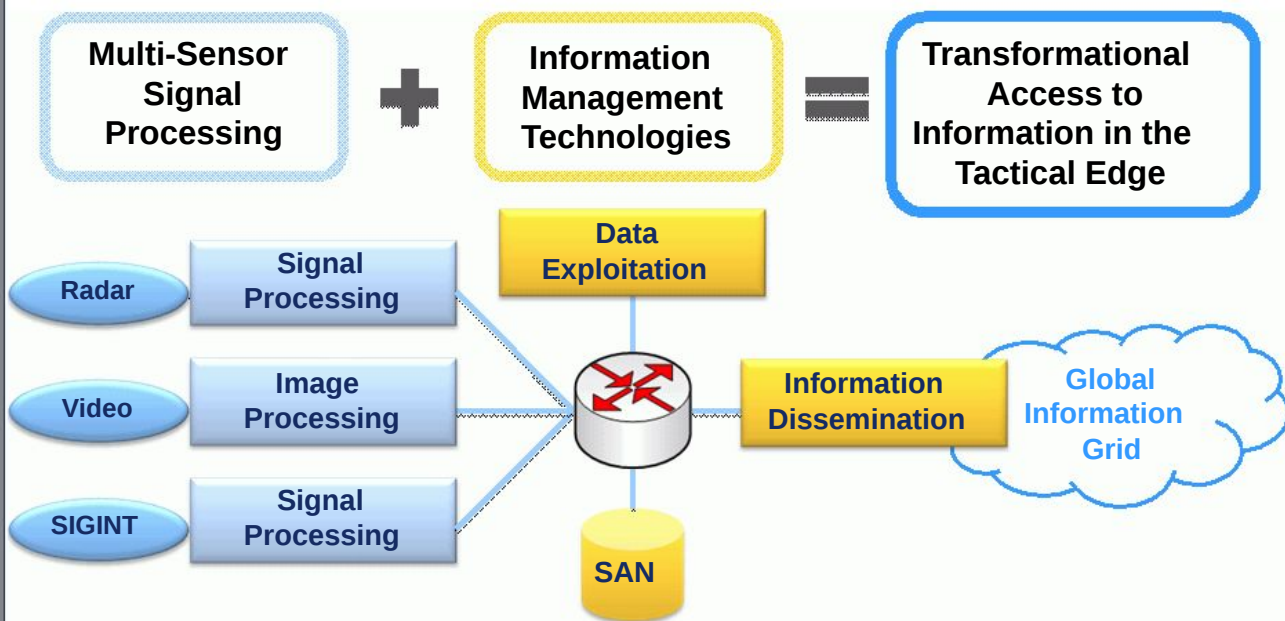 Multi-Sensor
Signal
Processing
Information
Management
Technologies
Transformational
Access to
Information in the
Tactical Edge
Data
Exploitation
Radar
Signal
Processing
Video
Image
Processing
Information
Dissemination
Global
Information
Grid
SIGINT
Signal
Processing
SAN